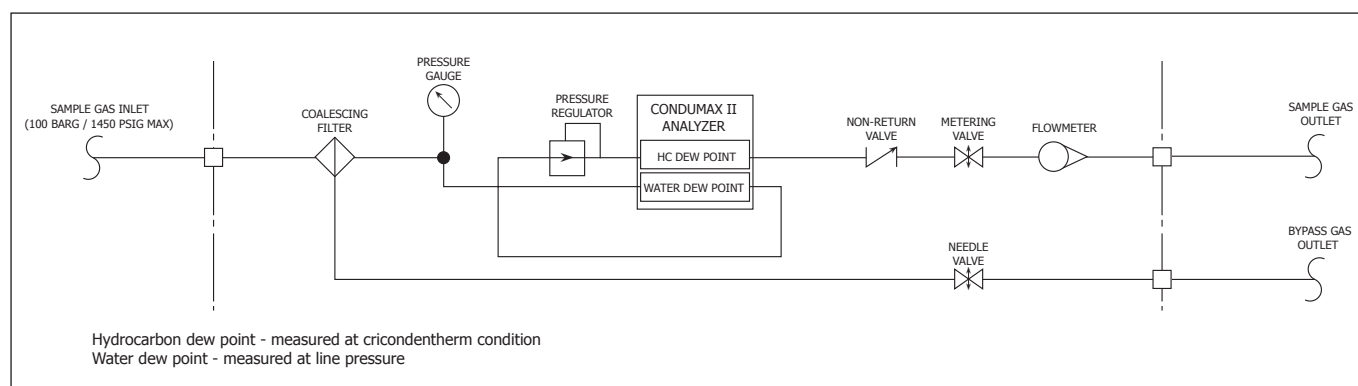 PRESSURE
GAUGE
SAMPLE GAS INLET
(100 BARG / 1450 PSIG MAX)
COALESCING
FILTER
PRESSURE
REGULATOR
CONDUMAX II
ANALYZER
HC DEW POINT
WATER DEW POINT
NON-RETURN
VALVE
METERING
VALVE
FLOWMETER
SAMPLE GAS
OUTLET
NEEDLE
VALVE
BYPASS GAS
OUTLET
Hydrocarbon dew point - measured at cricondentherm condition
Water dew point - measured at line pressure